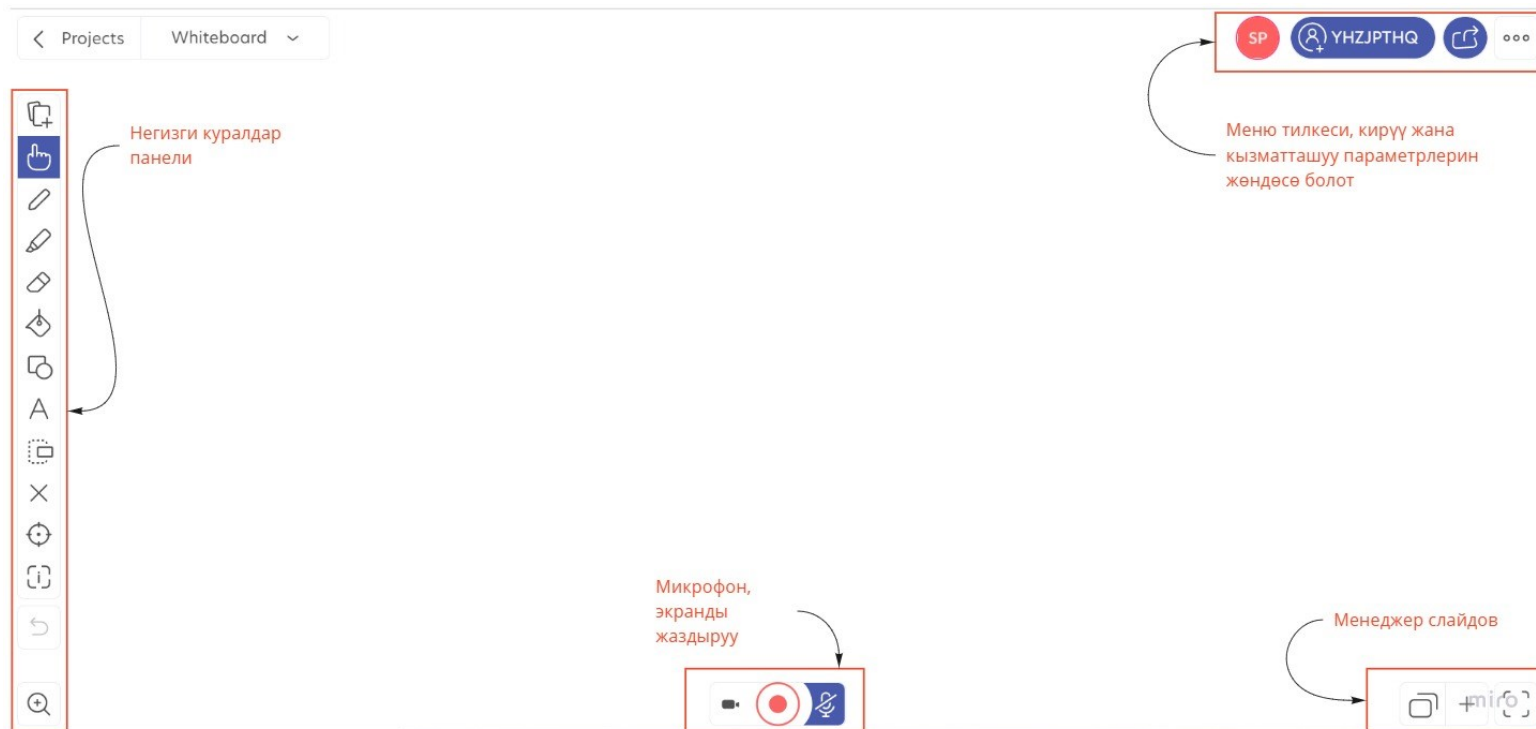 Projects
Whiteboard
SP
YHZJPTHQ
Негизги куралдар
панели
Меню тилкеси, кирүү жана
кызматташуу параметрлерин
жөндөсө болот
Микрофон,
экранды
жаздыруу
Менеджер слайдов
miro